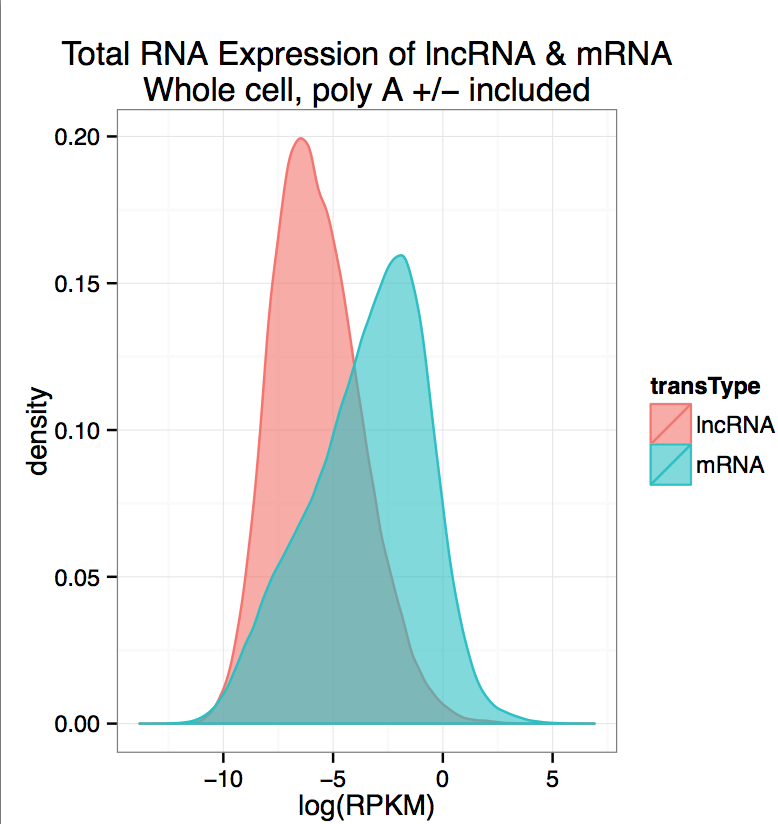 Total RNA Expression of lncRNA & mRNA
Whole cell, poly A +/− included
0.20
0.15
0.10
0.05
0.00
density
−10
−5
0
5
log(RPKM)
transType
lncRNA
mRNA